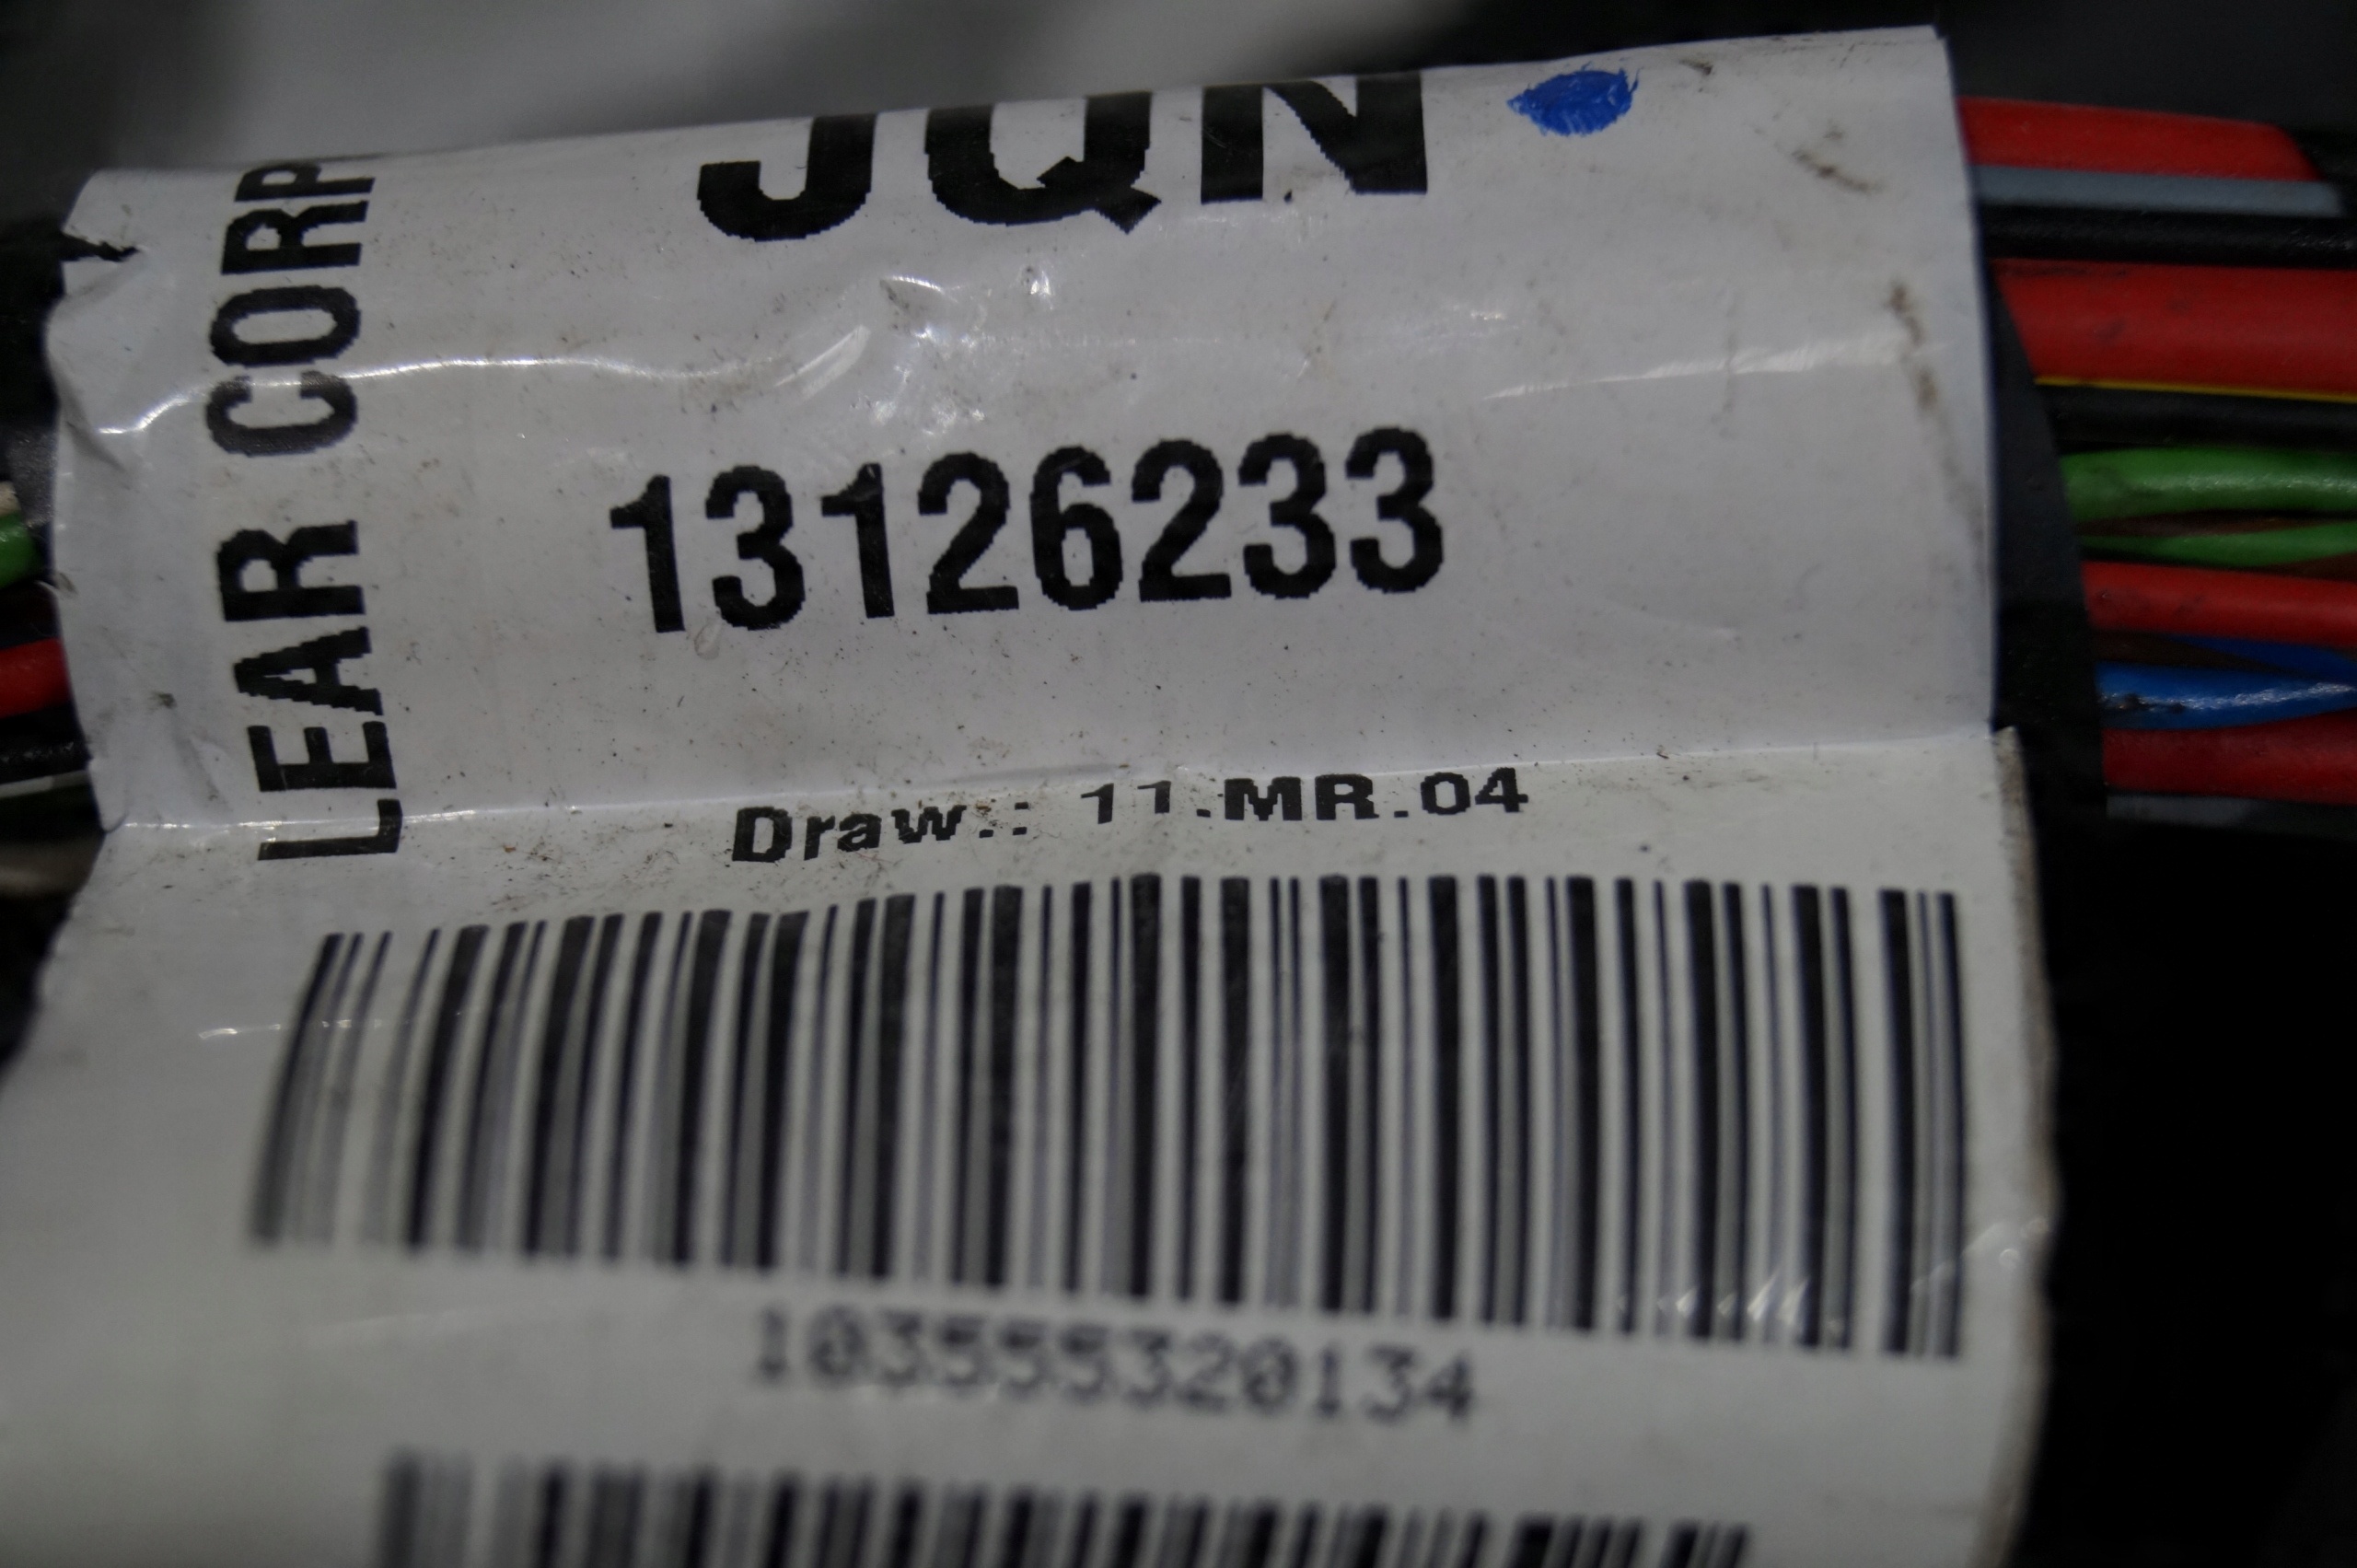 JQN
LEAR CORP
13126233
Draw.: 11.MR.04
103555320134